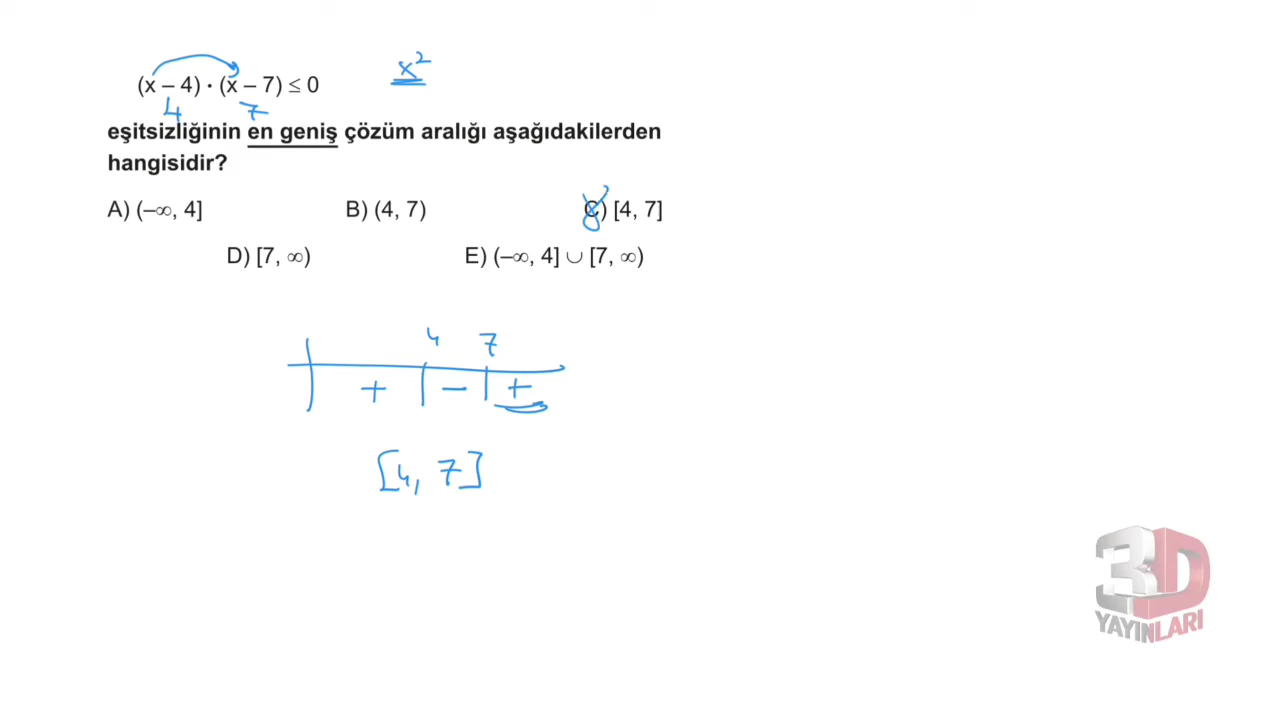 x²
(x – 4) · (x – 7) ≤ 0
4 7
eşitsizliğinin en geniş çözüm aralığı aşağıdakilerden
hangisidir?
A) (–∞, 4] B) (4, 7) C) [4, 7]
D) [7, ∞) E) (–∞, 4] ∪ [7, ∞)
4 7
+ – +
[4, 7]
3D
YAYINLARI